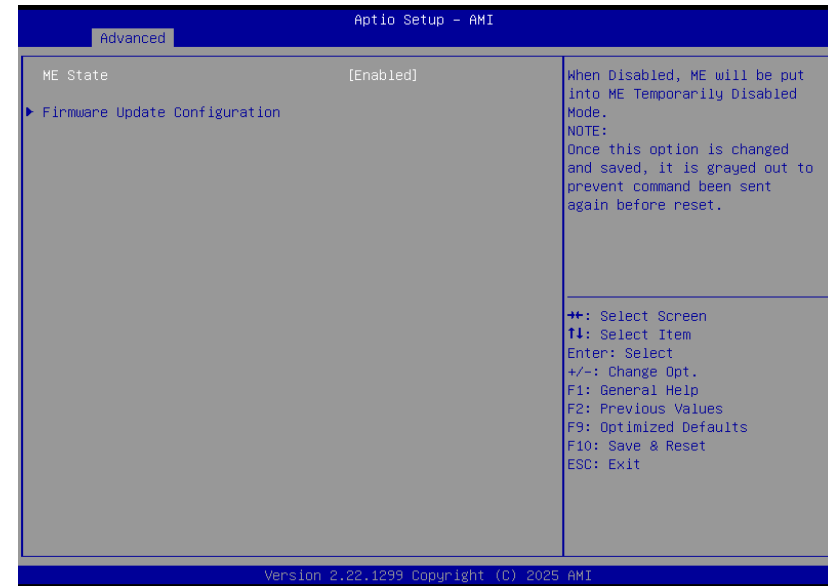 Aptio Setup – AMI
Advanced
ME State [Enabled]
▶ Firmware Update Configuration
When Disabled, ME will be put
into ME Temporarily Disabled
Mode.
NOTE:
Once this option is changed
and saved, it is grayed out to
prevent command been sent
again before reset.
→←: Select Screen
↑↓: Select Item
Enter: Select
+/-: Change Opt.
F1: General Help
F2: Previous Values
F9: Optimized Defaults
F10: Save & Reset
ESC: Exit
Version 2.22.1299 Copyright (C) 2025 AMI